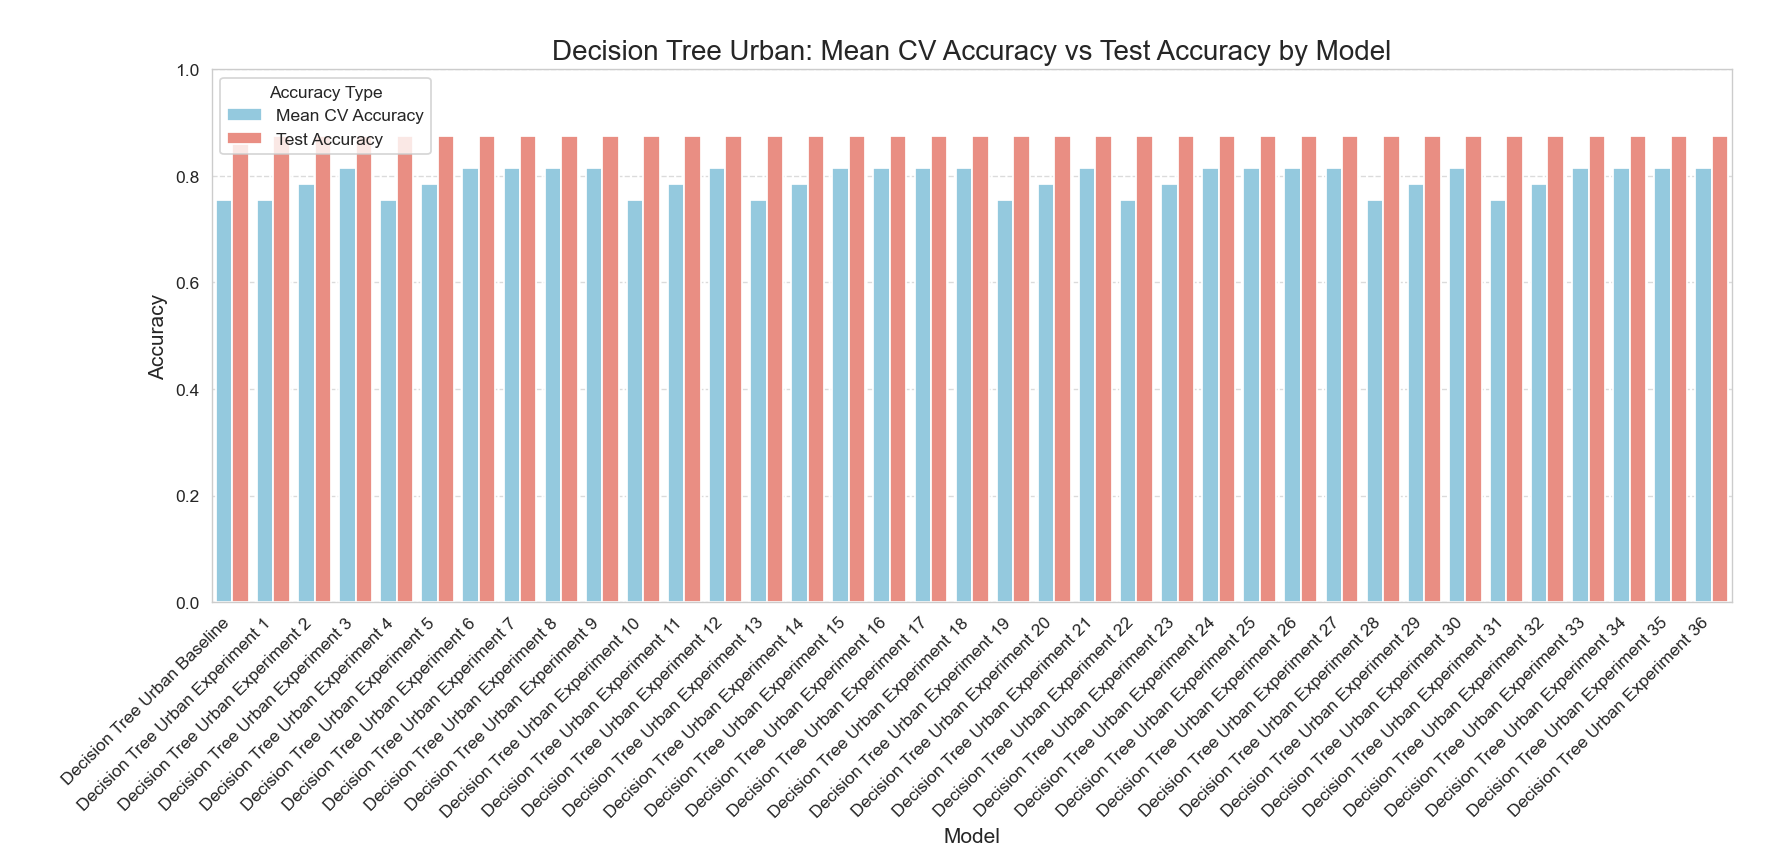 Decision Tree Urban: Mean CV Accuracy vs Test Accuracy by Model
Accuracy Type
Mean CV Accuracy
Test Accuracy
1.0
0.8
0.6
0.4
0.2
0.0
Accuracy
Decision Tree Urban Baseline
Decision Tree Urban Experiment 1
Decision Tree Urban Experiment 2
Decision Tree Urban Experiment 3
Decision Tree Urban Experiment 4
Decision Tree Urban Experiment 5
Decision Tree Urban Experiment 6
Decision Tree Urban Experiment 7
Decision Tree Urban Experiment 8
Decision Tree Urban Experiment 9
Decision Tree Urban Experiment 10
Decision Tree Urban Experiment 11
Decision Tree Urban Experiment 12
Decision Tree Urban Experiment 13
Decision Tree Urban Experiment 14
Decision Tree Urban Experiment 15
Decision Tree Urban Experiment 16
Decision Tree Urban Experiment 17
Decision Tree Urban Experiment 18
Decision Tree Urban Experiment 19
Decision Tree Urban Experiment 20
Decision Tree Urban Experiment 21
Decision Tree Urban Experiment 22
Decision Tree Urban Experiment 23
Decision Tree Urban Experiment 24
Decision Tree Urban Experiment 25
Decision Tree Urban Experiment 26
Decision Tree Urban Experiment 27
Decision Tree Urban Experiment 28
Decision Tree Urban Experiment 29
Decision Tree Urban Experiment 30
Decision Tree Urban Experiment 31
Decision Tree Urban Experiment 32
Decision Tree Urban Experiment 33
Decision Tree Urban Experiment 34
Decision Tree Urban Experiment 35
Decision Tree Urban Experiment 36
Model